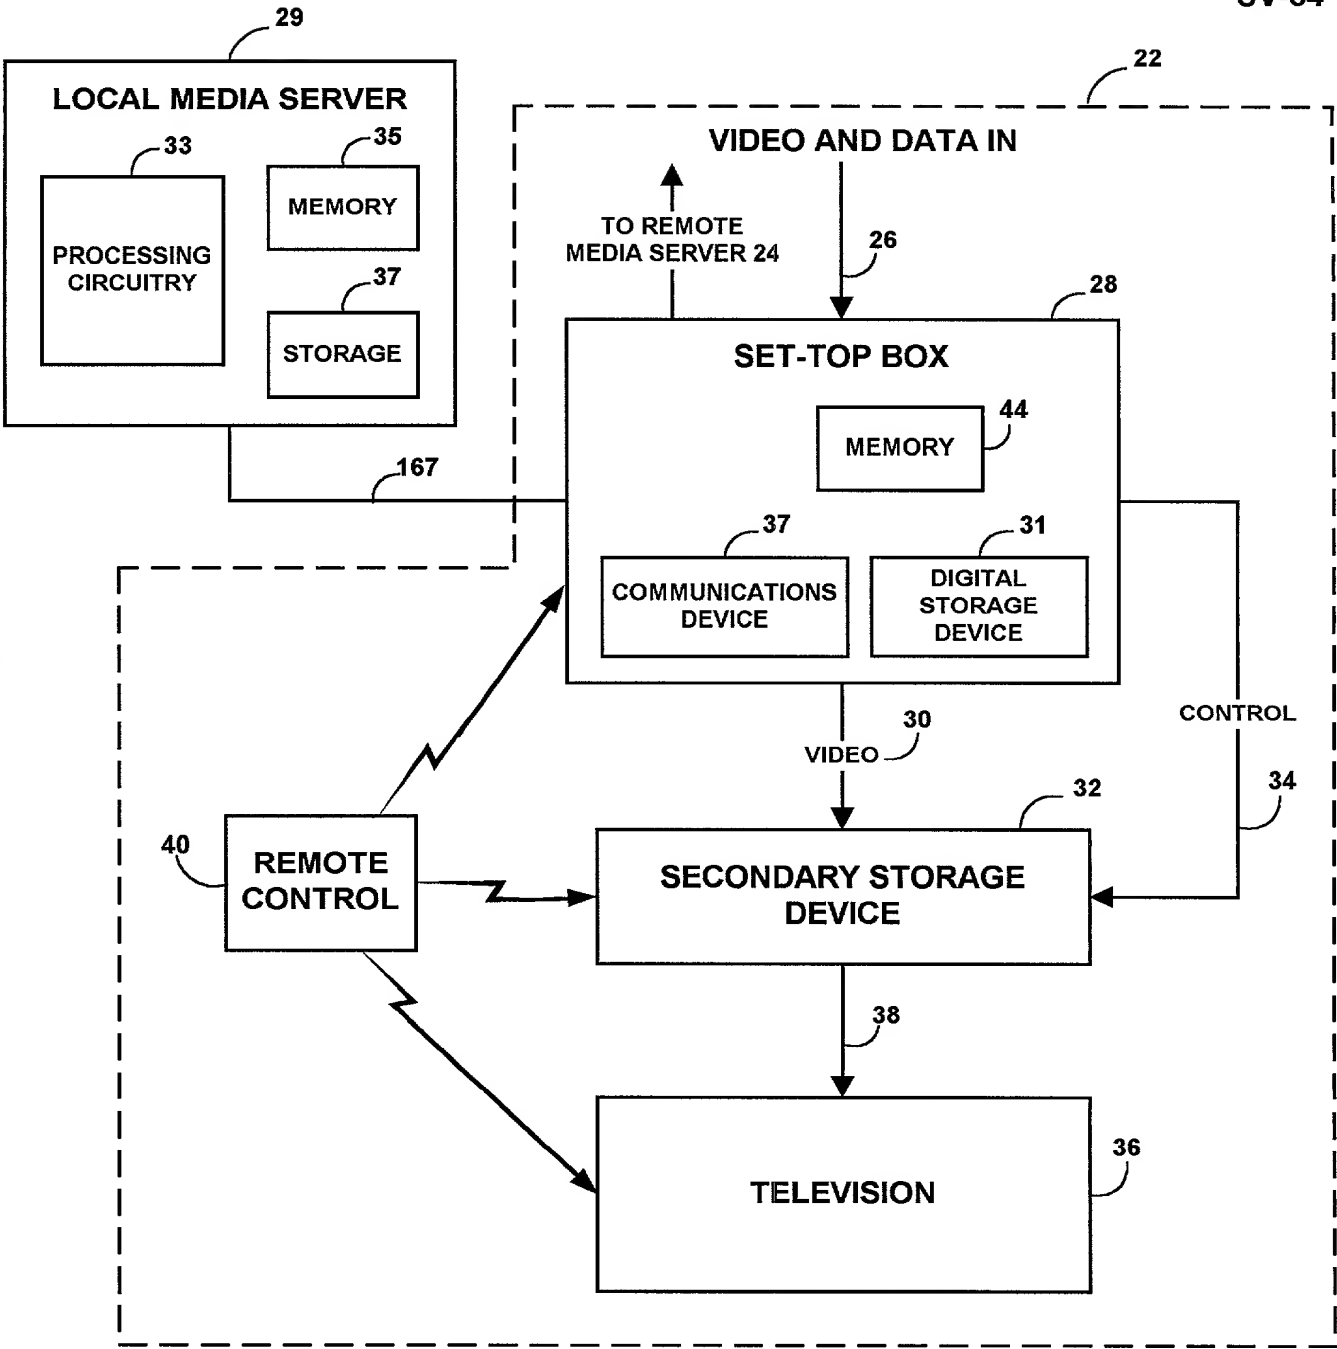 29
LOCAL MEDIA SERVER
33
35
PROCESSING
CIRCUITRY
MEMORY
37
STORAGE
167
22
VIDEO AND DATA IN
TO REMOTE
MEDIA SERVER 24
26
28
SET-TOP BOX
44
MEMORY
37
COMMUNICATIONS
DEVICE
31
DIGITAL
STORAGE
DEVICE
30
VIDEO
CONTROL
34
32
SECONDARY STORAGE
DEVICE
40
REMOTE
CONTROL
38
36
TELEVISION